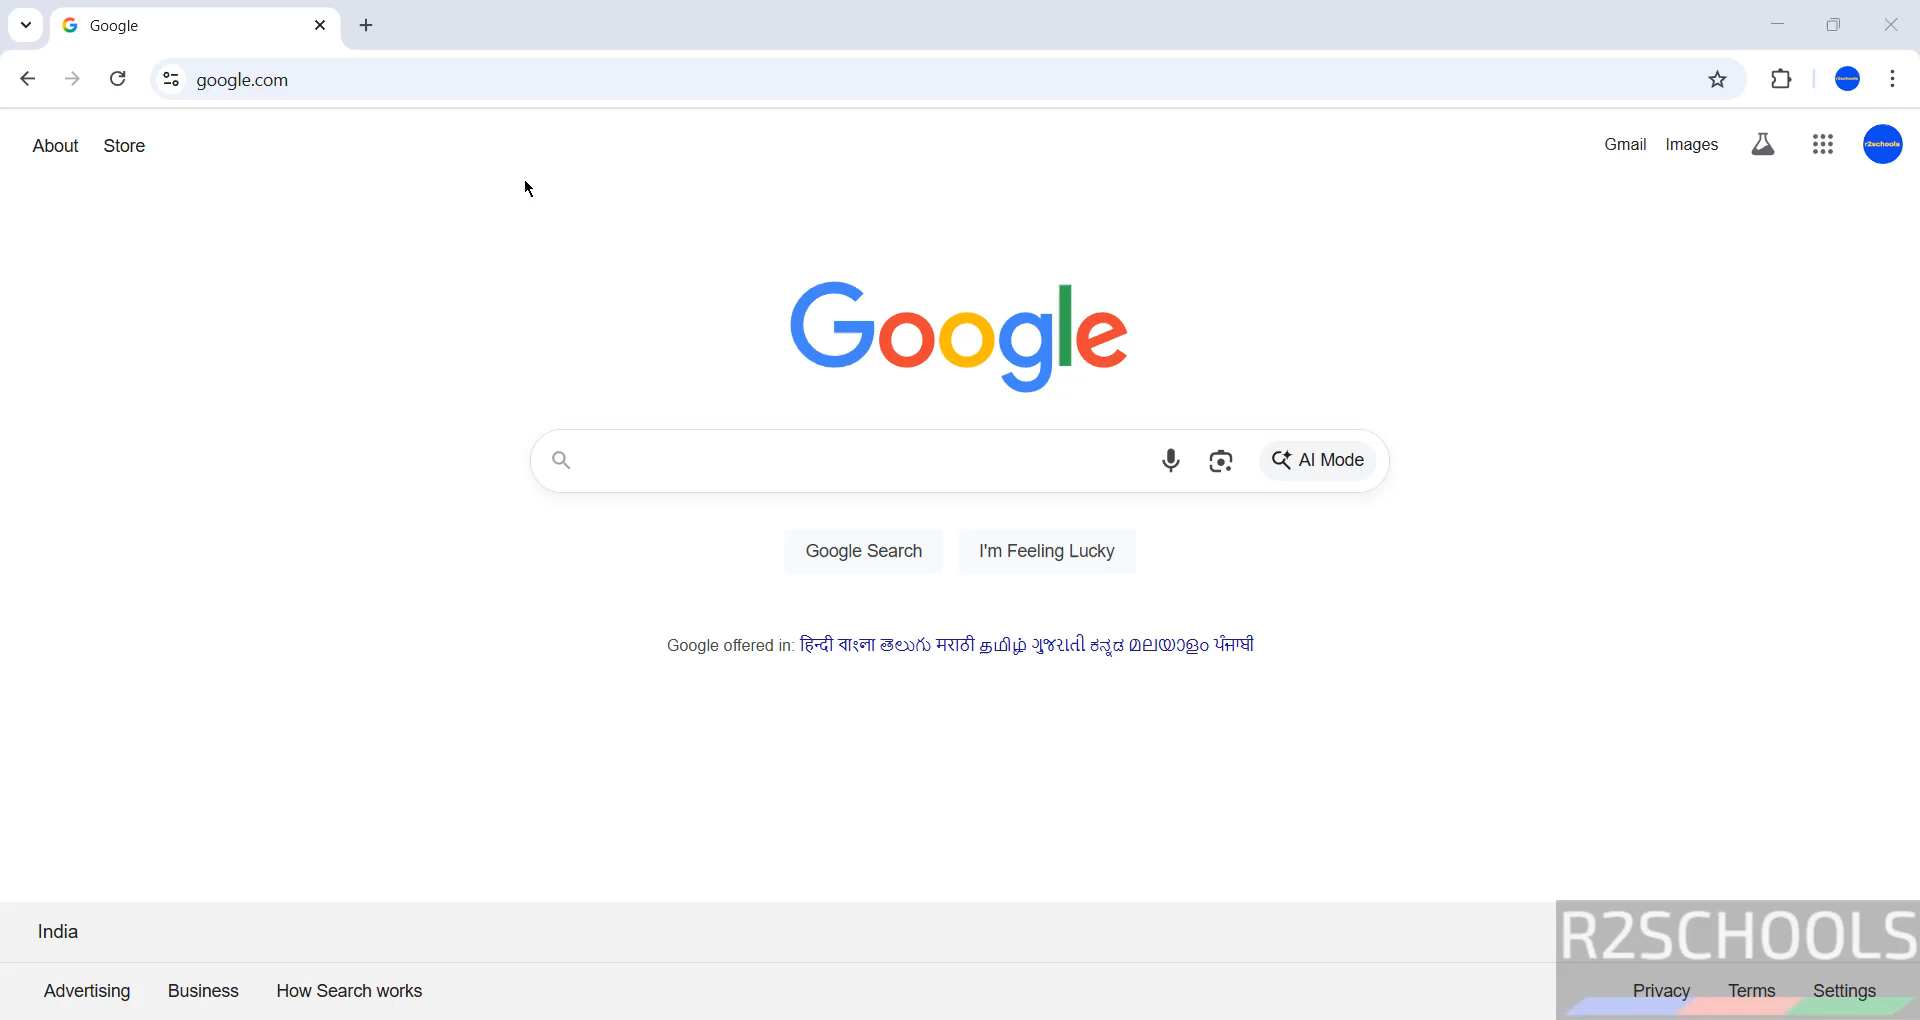 Google
google.com
About Store
Gmail Images
r2schools
Google
AI Mode
Google Search I'm Feeling Lucky
Google offered in: हिन्दी বাংলা తెలుగు मराठी தமிழ் ગુજરાતી ಕನ್ನಡ മലയാളം ਪੰਜਾਬੀ
India
R2SCHOOLS
Advertising Business How Search works
Privacy Terms Settings